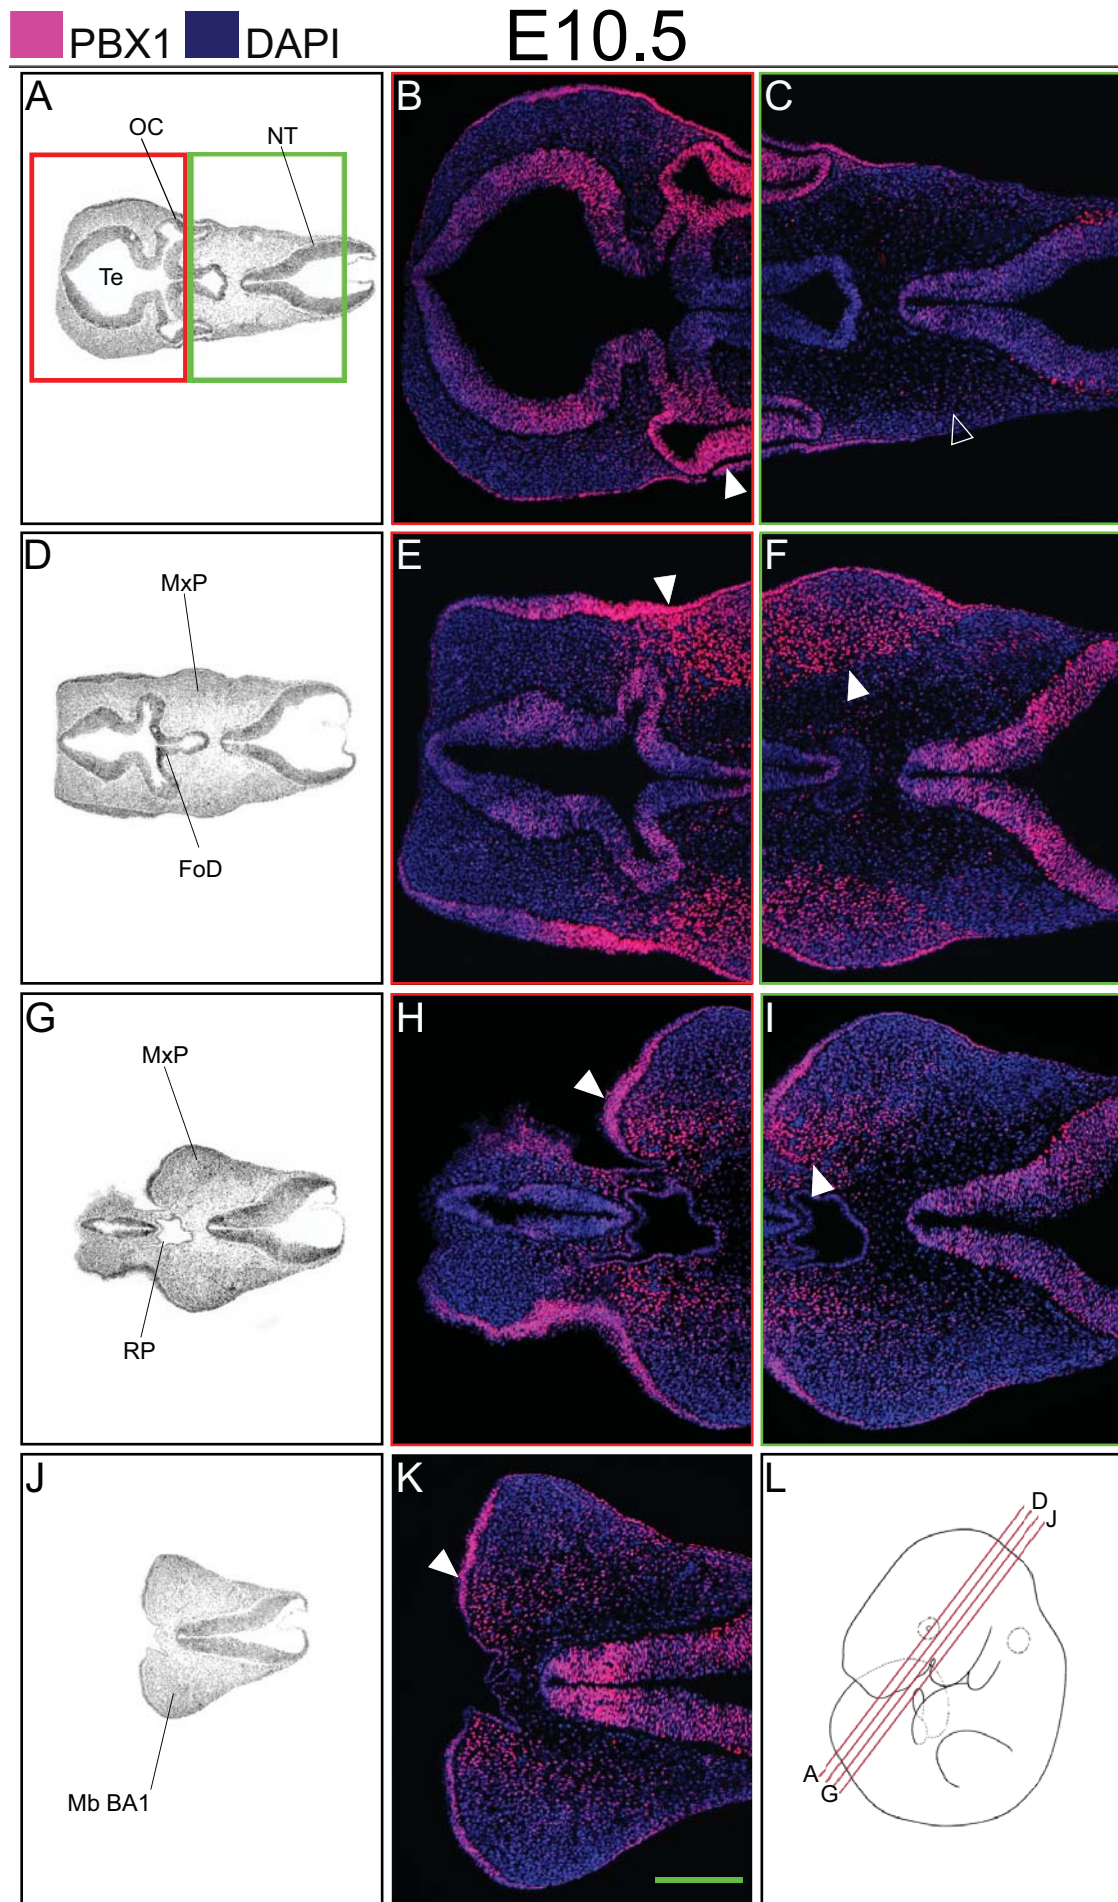 PBX1 DAPI E10.5
A B C
OC
NT
Te
D E F
MxP
FoD
G H I
MxP
RP
J K L
Mb BA1
D
J
A
G